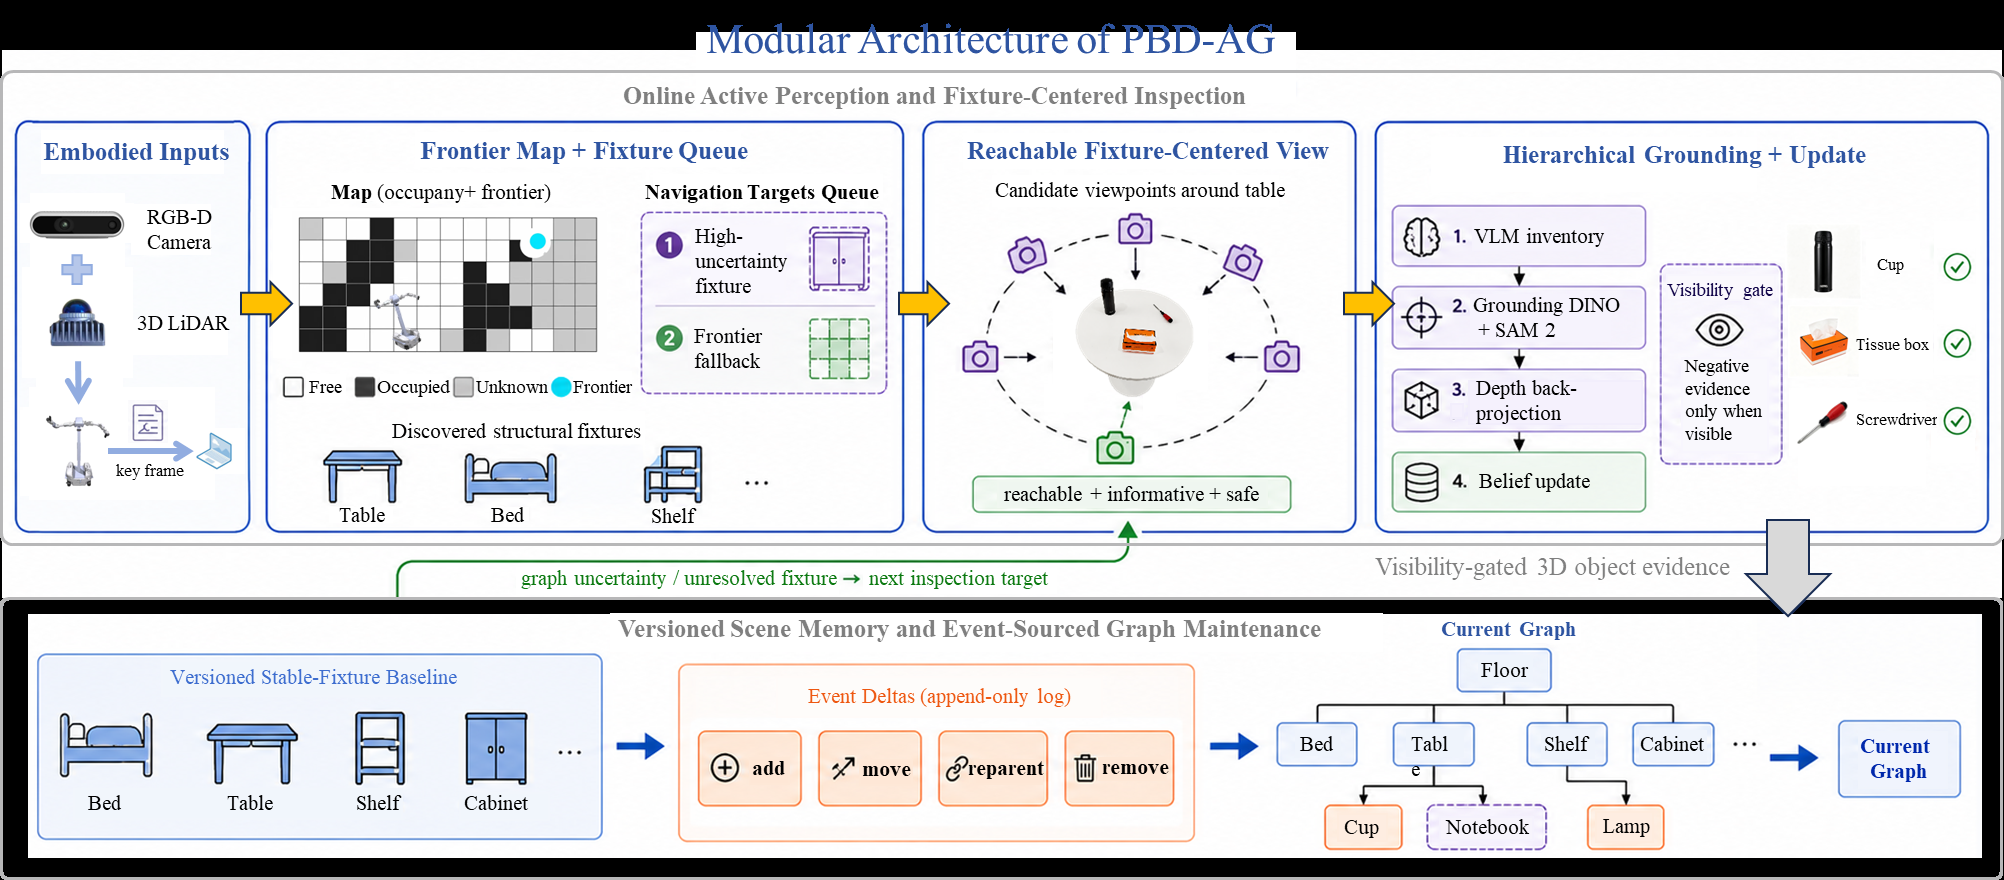 Modular Architecture of PBD-AG
Online Active Perception and Fixture-Centered Inspection
Embodied Inputs
RGB-D
Camera
3D LiDAR
key frame
Frontier Map + Fixture Queue
Map (occupany+ frontier)
Free
Occupied
Unknown
Frontier
Navigation Targets Queue
1
High-
uncertainty
fixture
2
Frontier
fallback
Discovered structural fixtures
Table
Bed
Shelf
...
Reachable Fixture-Centered View
Candidate viewpoints around table
reachable + informative + safe
Hierarchical Grounding + Update
1. VLM inventory
2. Grounding DINO
+ SAM 2
3. Depth back-
projection
4. Belief update
Visibility gate
Negative
evidence
only when
visible
Cup
Tissue box
Screwdriver
graph uncertainty / unresolved fixture → next inspection target
Visibility-gated 3D object evidence
Versioned Scene Memory and Event-Sourced Graph Maintenance
Versioned Stable-Fixture Baseline
Bed
Table
Shelf
Cabinet
...
Event Deltas (append-only log)
add
move
reparent
remove
Current Graph
Floor
Bed
Tabl
e
Shelf
Cabinet
...
Cup
Notebook
Lamp
Current
Graph